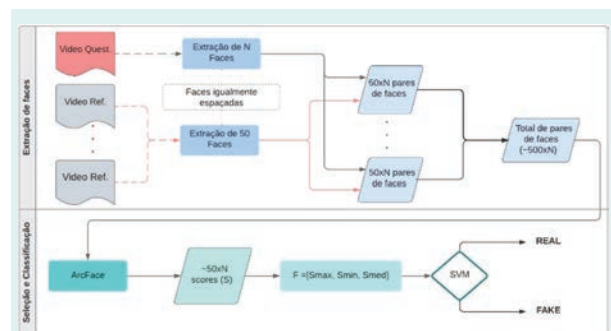 Extração de faces
Video Quest.
Extração de N
Faces
Video Ref.
Faces igualmente
espaçadas
Extração de 50
Faces
Video Ref.
50xN pares
de faces
50xN pares
de faces
Total de pares
de faces
(~500xN)
Seleção e Classificação
ArcFace
~50xN
scores (S)
F ={Smax, Smin, Smed}
SVM
REAL
FAKE